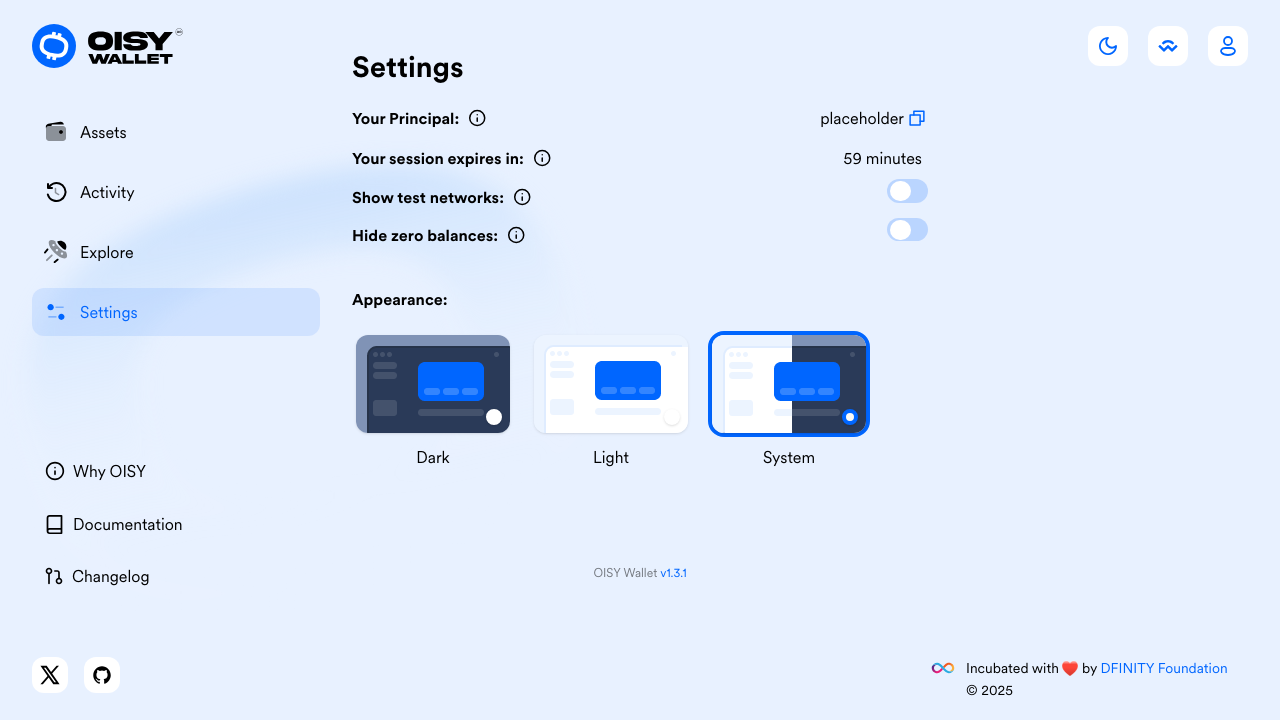 OISY
WALLET
Assets
Activity
Explore
Settings
Why OISY
Documentation
Changelog
Settings
Your Principal: placeholder
Your session expires in: 59 minutes
Show test networks:
Hide zero balances:
Appearance:
Dark Light System
OISY Wallet v1.3.1
Incubated with ❤️ by DFINITY Foundation
© 2025